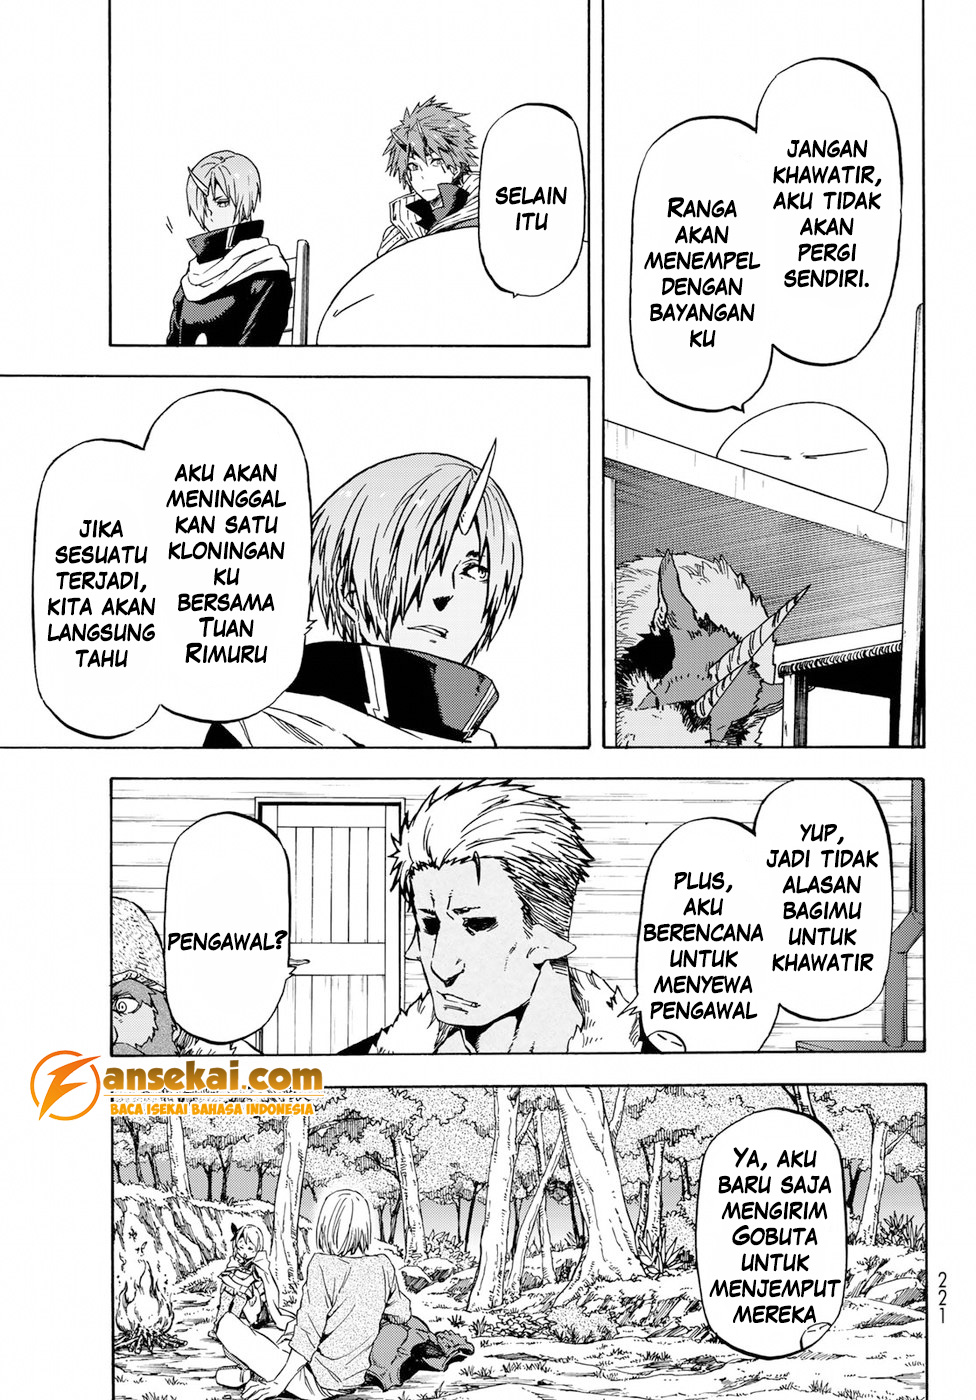 JANGAN
KHAWATIR,
AKU TIDAK
AKAN
PERGI
SENDIRI.
RANGA
AKAN
MENEMPEL
DENGAN
BAYANGAN
KU
SELAIN
ITU
AKU AKAN
MENINGGAL
KAN SATU
KLONINGAN
KU
BERSAMA
TUAN
RIMURU
JIKA
SESUATU
TERJADI,
KITA AKAN
LANGSUNG
TAHU
YUP,
JADI TIDAK
ALASAN
BAGIMU
UNTUK
KHAWATIR
PLUS,
AKU
BERENCANA
UNTUK
MENYEWA
PENGAWAL
PENGAWAL?
ansekai.com
BACA ISEKAI BAHASA INDONESIA
YA, AKU
BARU SAJA
MENGIRIM
GOBUTA
UNTUK
MENJEMPUT
MEREKA
221